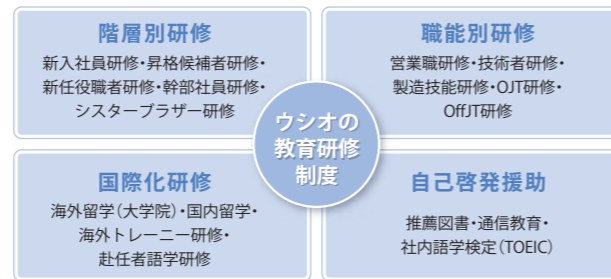 階層別研修
新入社員研修・昇格候補者研修・
新任役職者研修・幹部社員研修・
シスターブラザー研修
職能別研修
営業職研修・技術者研修・
製造技能研修・OJT研修・
OffJT研修
ウシオの
教育研修
制度
国際化研修
海外留学(大学院)・国内留学・
海外トレーニー研修・
赴任者語学研修
自己啓発援助
推薦図書・通信教育・
社内語学検定(TOEIC)